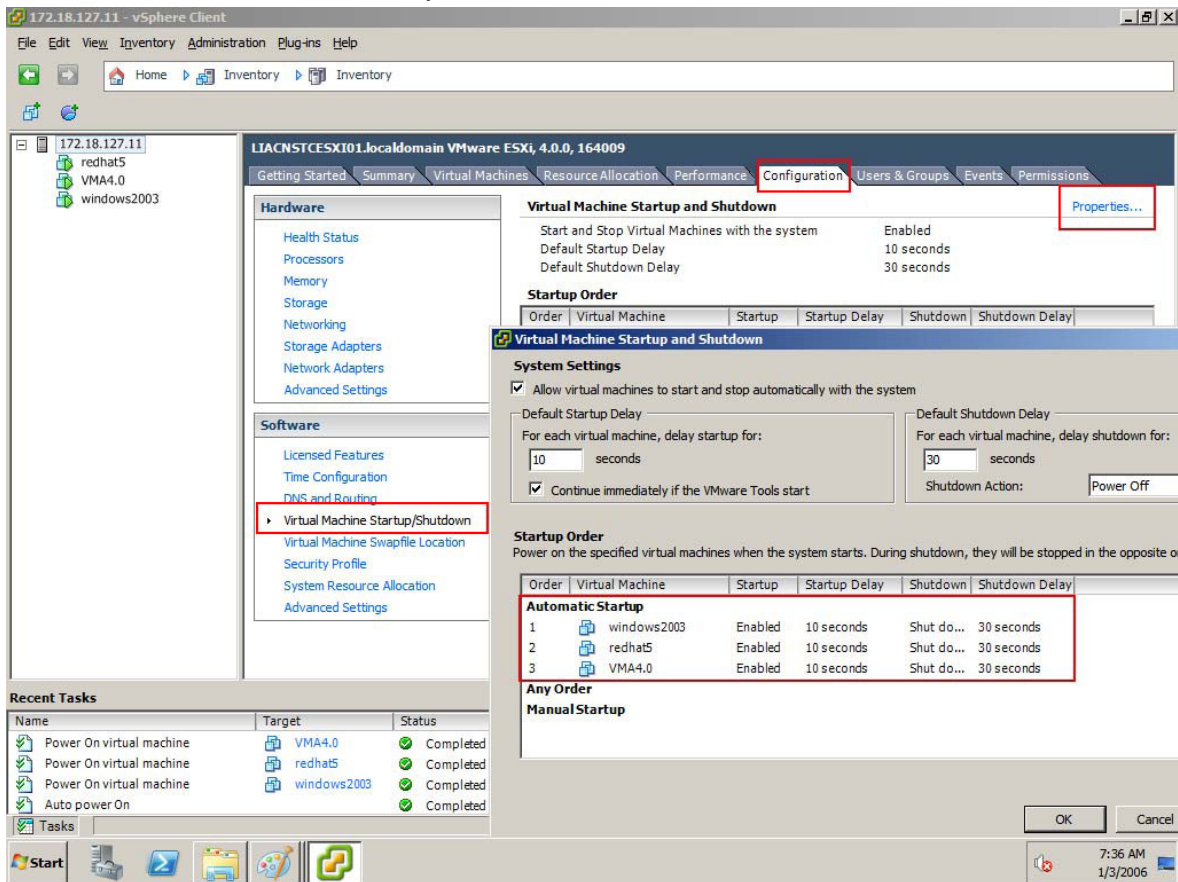 172.18.127.11 - vSphere Client
File Edit View Inventory Administration Plug-ins Help
Home Inventory Inventory
172.18.127.11
redhat5
VMA4.0
windows2003
LIACNSTCESXI01.localdomain VMware ESXi, 4.0.0, 164009
Getting Started Summary Virtual Machines Resource Allocation Performance Configuration Users & Groups Events Permissions
Hardware
Health Status
Processors
Memory
Storage
Networking
Storage Adapters
Network Adapters
Advanced Settings
Software
Licensed Features
Time Configuration
DNS and Routing
Virtual Machine Startup/Shutdown
Virtual Machine Swapfile Location
Security Profile
System Resource Allocation
Advanced Settings
Virtual Machine Startup and Shutdown Properties...
Start and Stop Virtual Machines with the system Enabled
Default Startup Delay 10 seconds
Default Shutdown Delay 30 seconds
Startup Order
Order Virtual Machine Startup Startup Delay Shutdown Shutdown Delay
Virtual Machine Startup and Shutdown
System Settings
Allow virtual machines to start and stop automatically with the system
Default Startup Delay
For each virtual machine, delay startup for:
10 seconds
Continue immediately if the VMware Tools start
Default Shutdown Delay
For each virtual machine, delay shutdown for:
30 seconds
Shutdown Action: Power Off
Startup Order
Power on the specified virtual machines when the system starts. During shutdown, they will be stopped in the opposite
Order Virtual Machine Startup Startup Delay Shutdown Shutdown Delay
Automatic Startup
1 windows2003 Enabled 10 seconds Shut do... 30 seconds
2 redhat5 Enabled 10 seconds Shut do... 30 seconds
3 VMA4.0 Enabled 10 seconds Shut do... 30 seconds
Any Order
Manual Startup
OK Cancel
Recent Tasks
Name Target Status
Power On virtual machine VMA4.0 Completed
Power On virtual machine redhat5 Completed
Power On virtual machine windows2003 Completed
Auto power On Completed
Tasks
Start
7:36 AM
1/3/2006